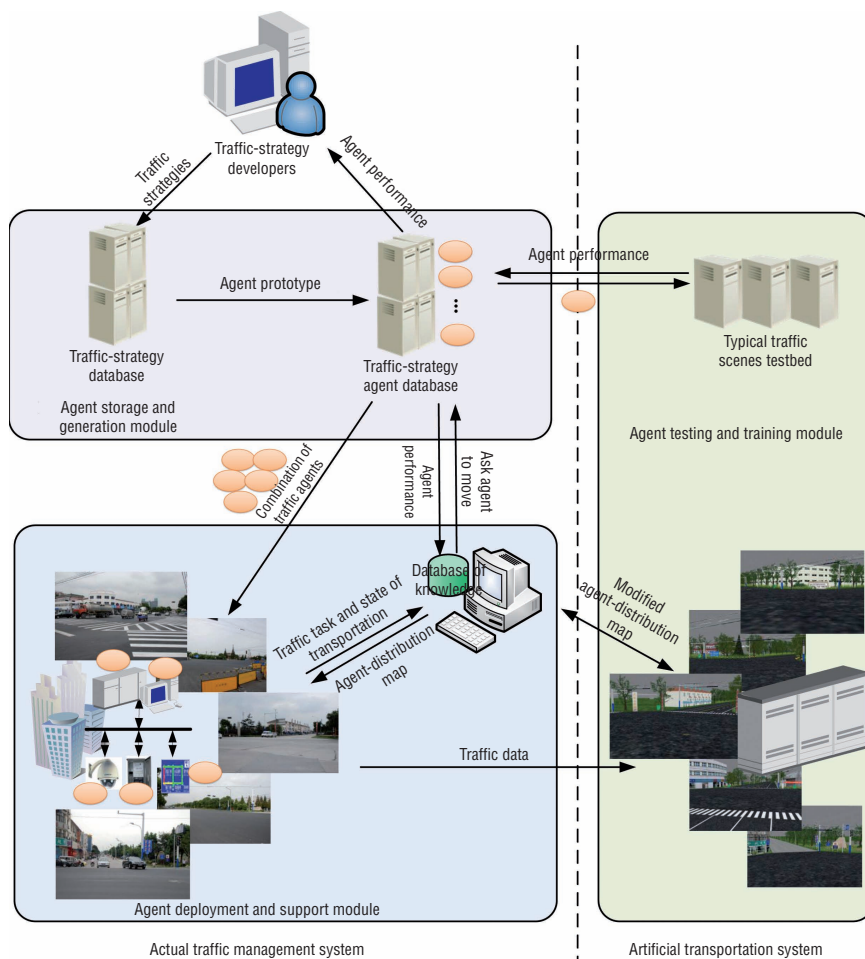 Traffic-strategy
developers
Traffic
strategies
Agent performance
Agent prototype
Traffic-strategy
database
Traffic-strategy
agent database
Agent storage and
generation module
Agent performance
Typical traffic
scenes testbed
Agent testing and training module
Combination of
traffic agents
Agent
performance
Ask agent
to move
Database of
knowledge
Traffic task and state of
transportation
Agent-distribution
map
Modified
agent-distribution
map
Traffic data
Agent deployment and support module
Actual traffic management system
Artificial transportation system